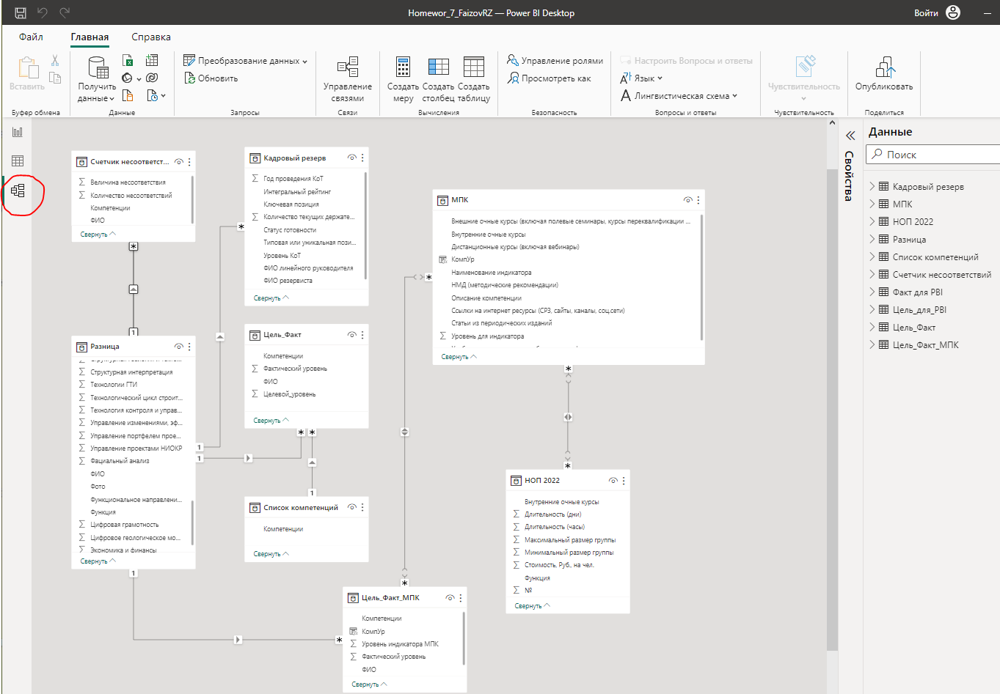 Homewor_7_FaizovRZ — Power BI Desktop
Войти
Файл
Главная
Справка
Вставить
Буфер обмена
Получить
данные
Данные
Преобразование данных
Обновить
Запросы
Управление
связями
Связи
Создать
меру
Создать
столбец
Создать
таблицу
Вычисления
Управление ролями
Просмотреть как
Безопасность
Настроить Вопросы и ответы
Язык
Лингвистическая схема
Вопросы и ответы
Чувствительность
Чувствительность
Опубликовать
Поделиться
Счетчик несоответст...
Величина несоответствия
Количество несоответствий
Компетенции
ФИО
Свернуть
Кадровый резерв
Год проведения КоТ
Интегральный рейтинг
Ключевая позиция
Количество текущих держате...
Статус готовности
Типовая или уникальная пози...
Уровень КоТ
ФИО линейного руководителя
ФИО резервиста
Свернуть
МПК
Внешние очные курсы (включая полевые семинары, курсы переквалификации ...
Внутренние очные курсы
Дистанционные курсы (включая вебинары)
КомпУр
Наименование индикатора
НМД (методические рекомендации)
Описание компетенции
Ссылки на интернет ресурсы (СРЗ, сайты, каналы, соц.сети)
Статьи из периодических изданий
Уровень для индикатора
Свернуть
Разница
Структурная интерпретация
Технологии ГТИ
Технологический цикл строит...
Технология контроля и управ...
Управление изменениями, эф...
Управление портфелем прое...
Управление проектами НИОКР
Фациальный анализ
ФИО
Фото
Функциональное направлени...
Функция
Цифровая грамотность
Цифровое геологическое мо...
Экономика и финансы
Свернуть
Цель_Факт
Компетенции
Фактический уровень
ФИО
Целевой_уровень
Свернуть
Список компетенций
Компетенции
Свернуть
НОП 2022
Внутренние очные курсы
Длительность (дни)
Длительность (часы)
Максимальный размер группы
Минимальный размер группы
Стоимость, Руб., на чел.
Функция
№
Свернуть
Цель_Факт_МПК
Компетенции
КомпУр
Уровень индикатора МПК
Фактический уровень
ФИО
Свернуть
* 1 * 1 1 * * 1 1 * * * * *
Свойства
Данные
Поиск
Кадровый резерв
МПК
НОП 2022
Разница
Список компетенций
Счетчик несоответствий
Факт для PBI
Цель_для_PBI
Цель_Факт
Цель_Факт_МПК